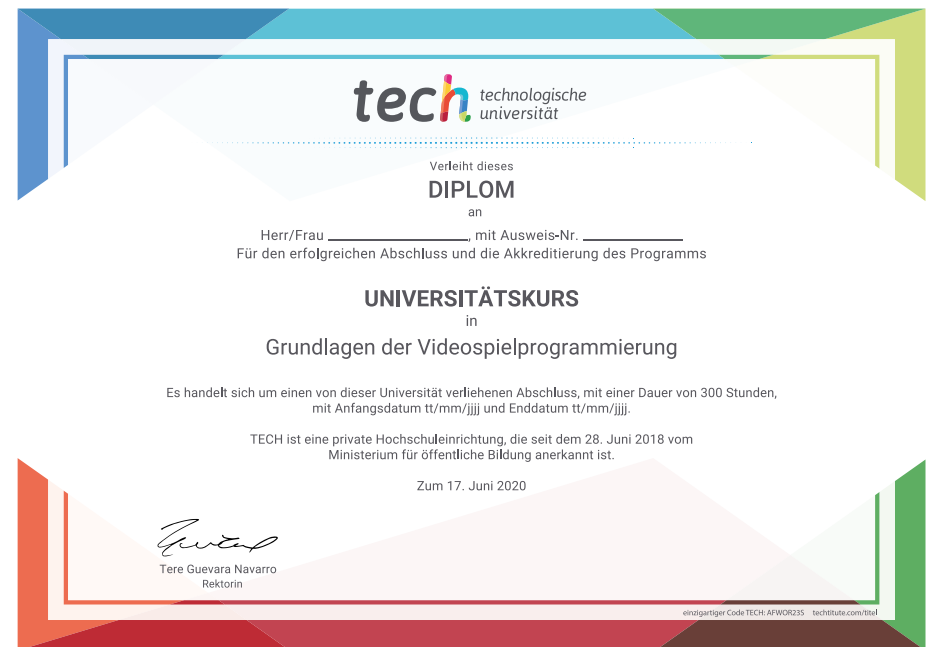 tech technologische
universität
Verleiht dieses
DIPLOM
an
Herr/Frau ____________________, mit Ausweis-Nr. ______________
Für den erfolgreichen Abschluss und die Akkreditierung des Programms
UNIVERSITÄTSKURS
in
Grundlagen der Videospielprogrammierung
Es handelt sich um einen von dieser Universität verliehenen Abschluss, mit einer Dauer von 300 Stunden,
mit Anfangsdatum tt/mm/jjjj und Enddatum tt/mm/jjjj.
TECH ist eine private Hochschuleinrichtung, die seit dem 28. Juni 2018 vom
Ministerium für öffentliche Bildung anerkannt ist.
Zum 17. Juni 2020
Tere Guevara Navarro
Rektorin
einzigartiger Code TECH: AFWOR23S techtitute.com/titel